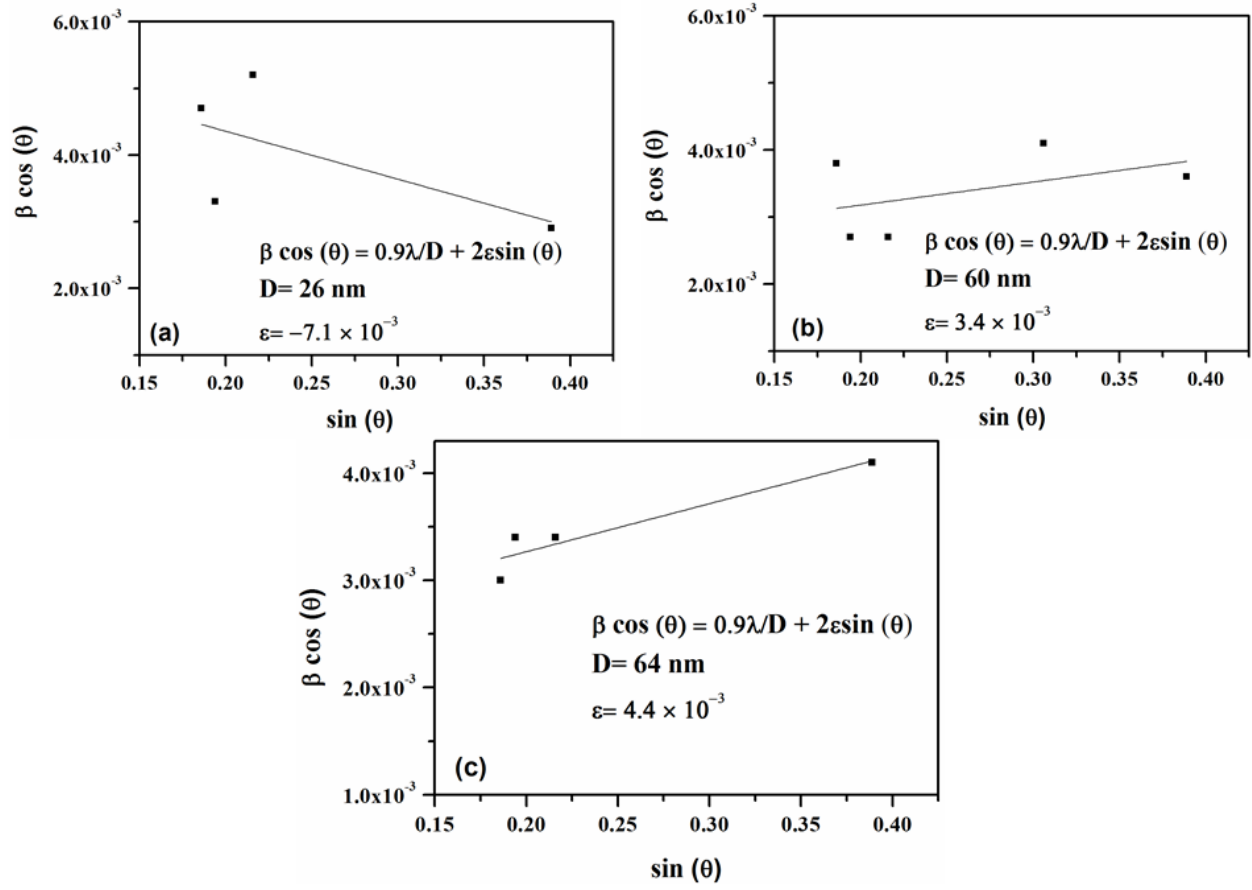 6.0x10⁻³
4.0x10⁻³
2.0x10⁻³
β cos (θ)
β cos (θ) = 0.9λ/D + 2εsin (θ)
D= 26 nm
ε= −7.1 × 10⁻³
(a)
0.15 0.20 0.25 0.30 0.35 0.40
sin (θ)
6.0x10⁻³
4.0x10⁻³
2.0x10⁻³
β cos (θ)
β cos (θ) = 0.9λ/D + 2εsin (θ)
D= 60 nm
ε= 3.4 × 10⁻³
(b)
0.15 0.20 0.25 0.30 0.35 0.40
sin (θ)
4.0x10⁻³
3.0x10⁻³
2.0x10⁻³
1.0x10⁻³
β cos (θ)
β cos (θ) = 0.9λ/D + 2εsin (θ)
D= 64 nm
ε= 4.4 × 10⁻³
(c)
0.15 0.20 0.25 0.30 0.35 0.40
sin (θ)